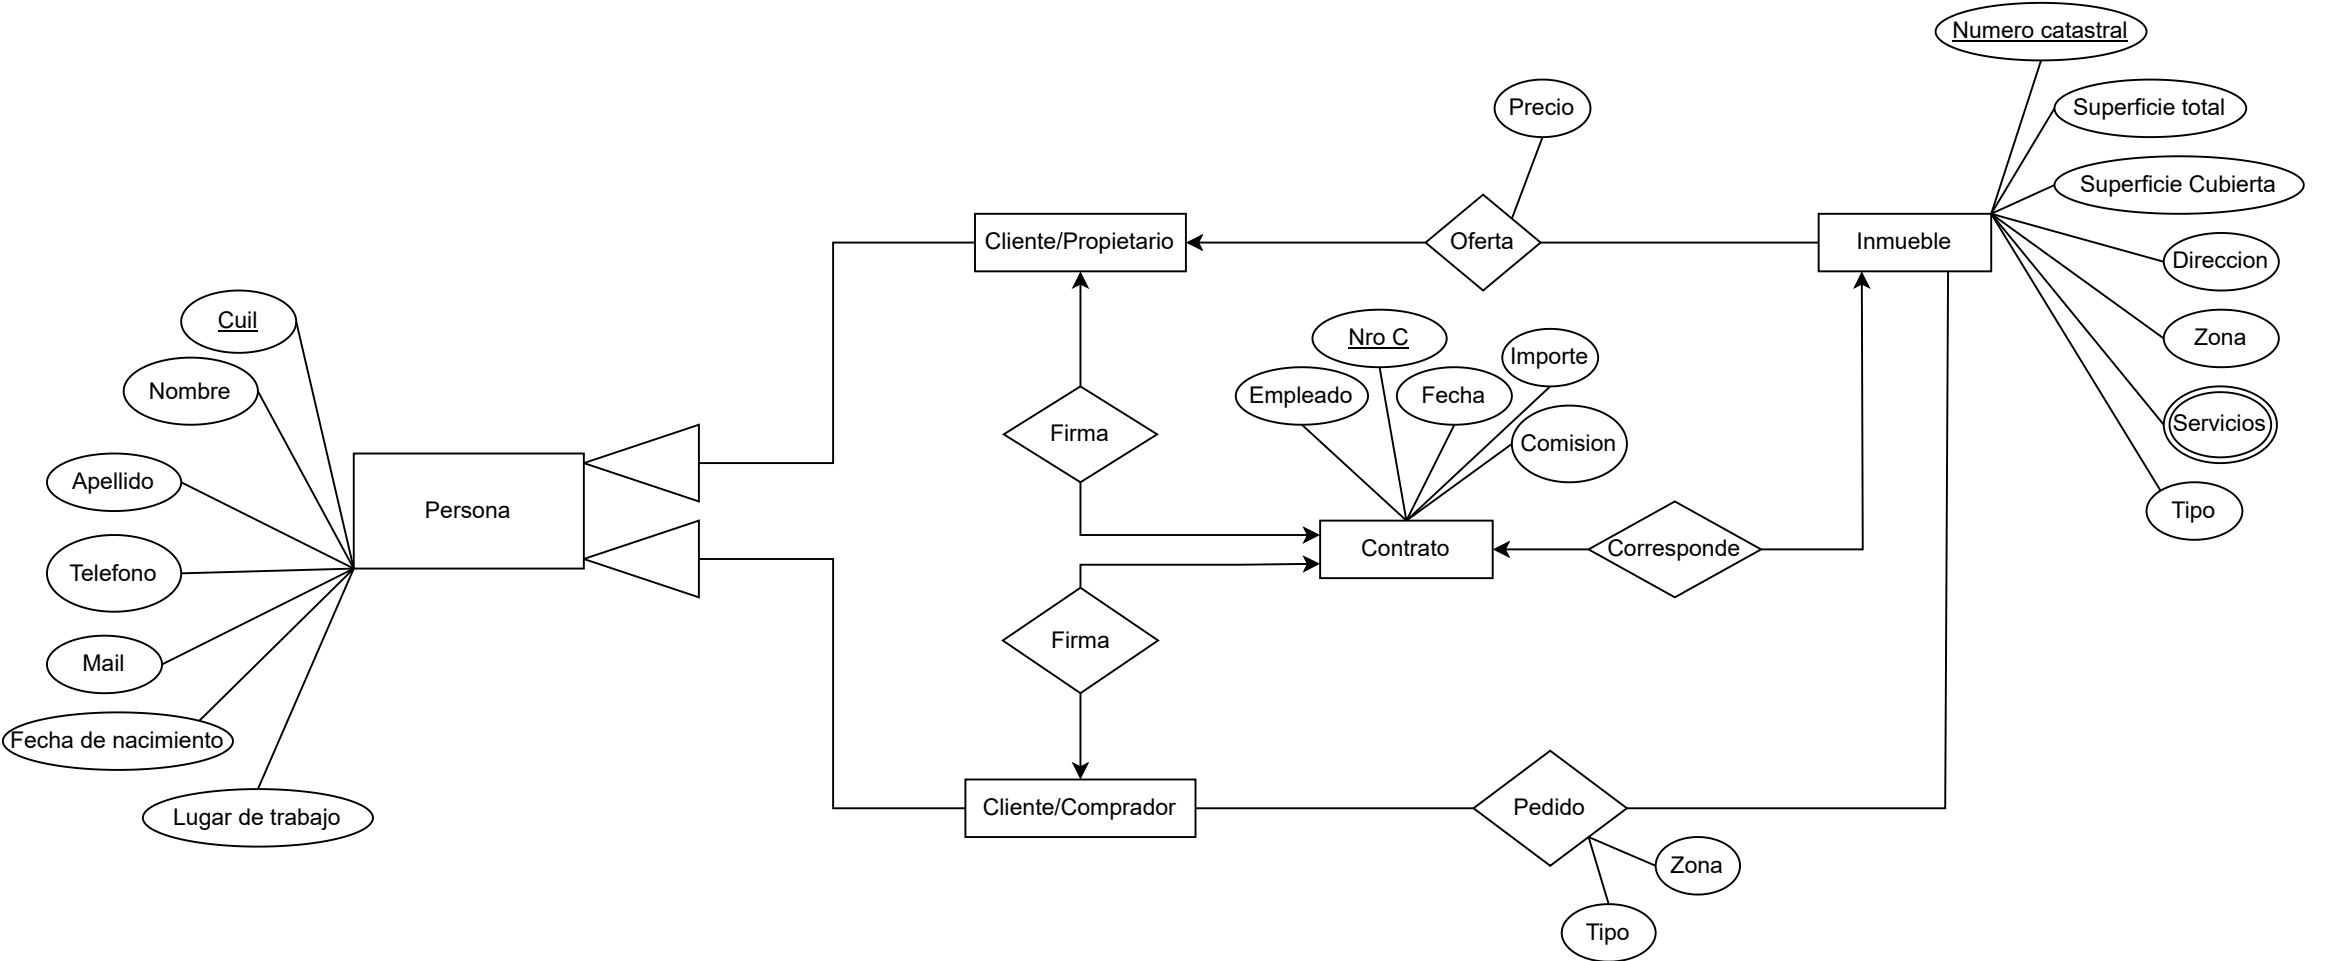 Numero catastral
Precio
Superficie total
Superficie Cubierta
Cliente/Propietario
Oferta
Inmueble
Direccion
Cuil
Nro C
Importe
Zona
Nombre
Empleado
Fecha
Servicios
Firma
Comision
Apellido
Persona
Tipo
Contrato
Corresponde
Telefono
Firma
Mail
Fecha de nacimiento
Lugar de trabajo
Cliente/Comprador
Pedido
Zona
Tipo